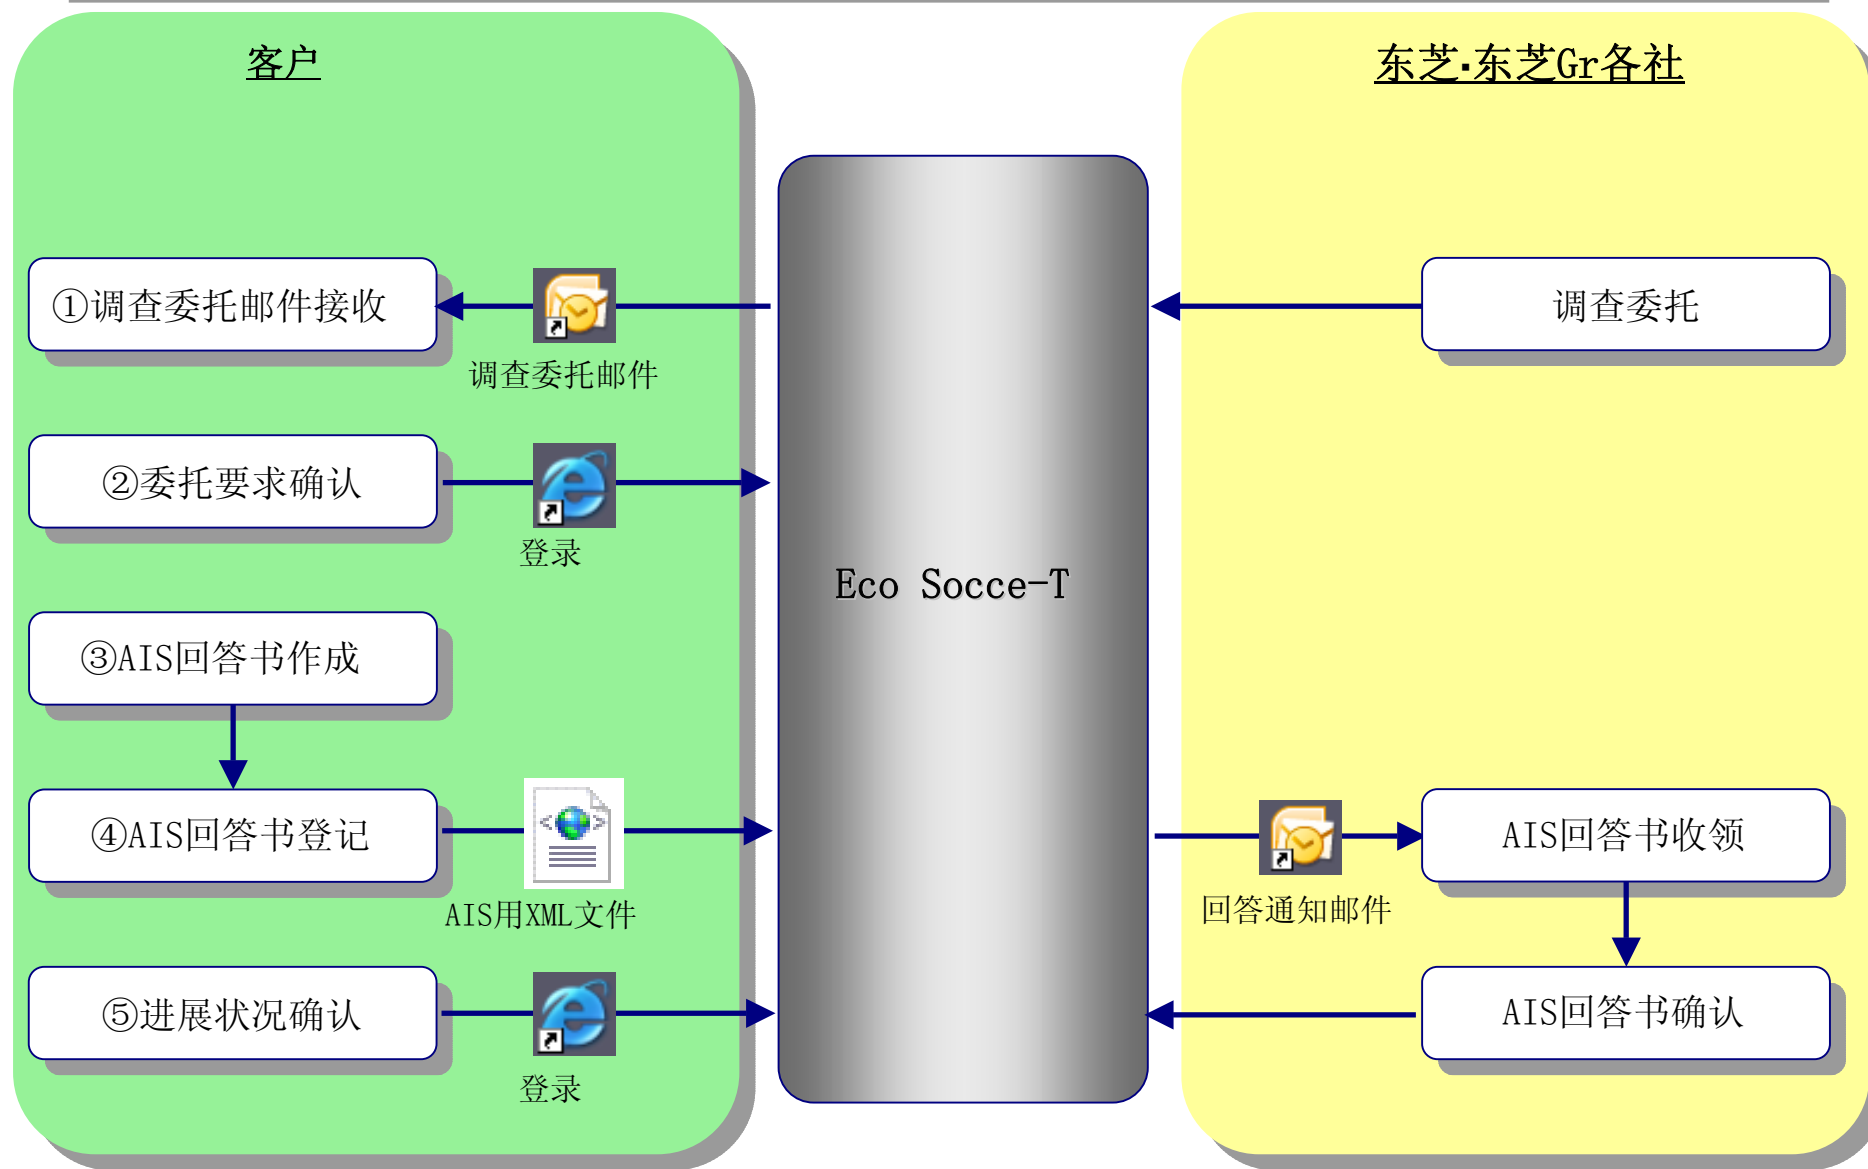 客户
东芝·东芝Gr各社
①调查委托邮件接收
调查委托邮件
调查委托
②委托要求确认
登录
Eco Socce-T
③AIS回答书作成
④AIS回答书登记
AIS用XML文件
回答通知邮件
AIS回答书收领
⑤进展状况确认
登录
AIS回答书确认